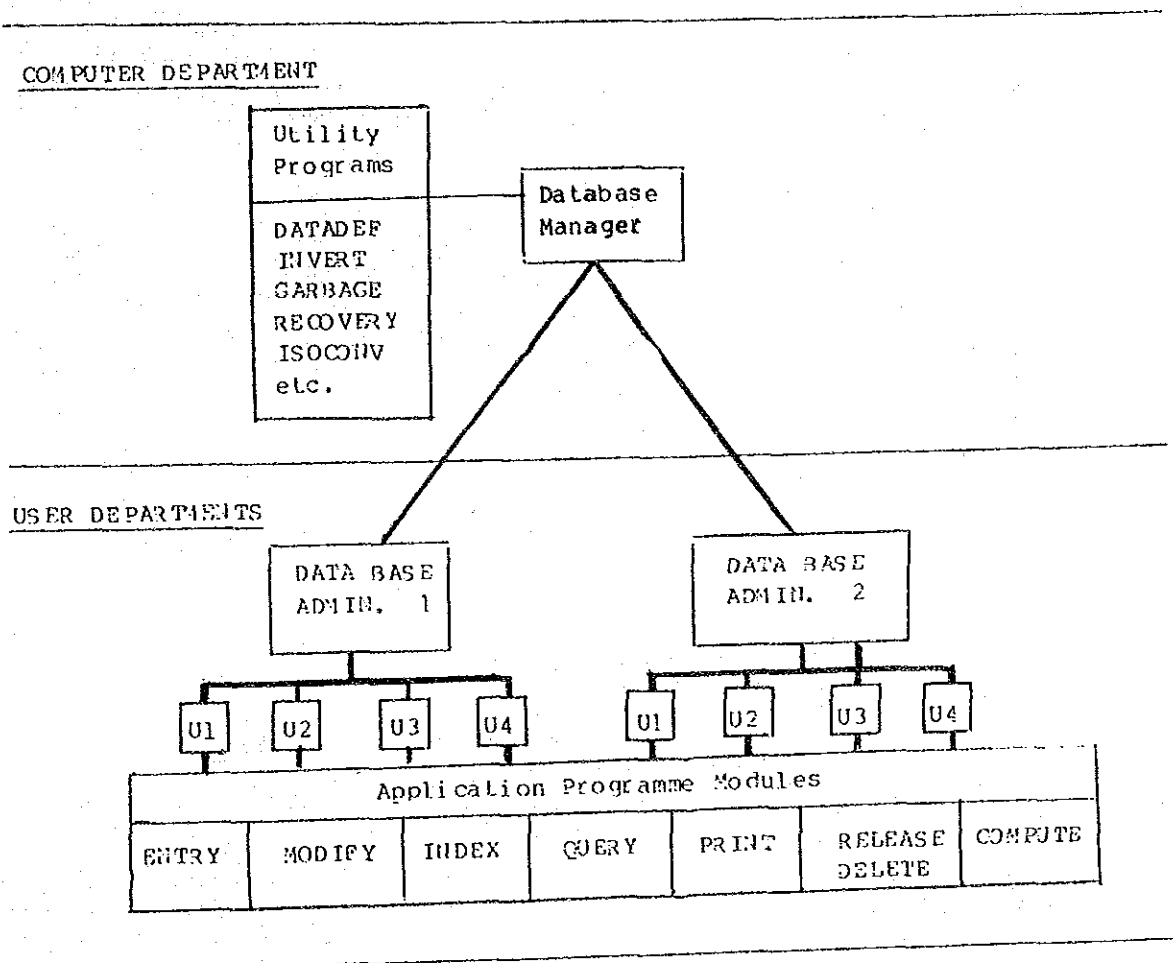 COMPUTER DEPARTMENT
Utility
Programs
DATADEF
INVERT
GARBAGE
RECOVERY
ISOCONV
etc.
Database
Manager
USER DEPARTMENTS
DATA BASE
ADMIN. 1
DATA BASE
ADMIN. 2
U1 U2 U3 U4 U1 U2 U3 U4
Application Programme Modules
ENTRY MODIFY INDEX QUERY PRINT RELEASE COMPUTE
DELETE